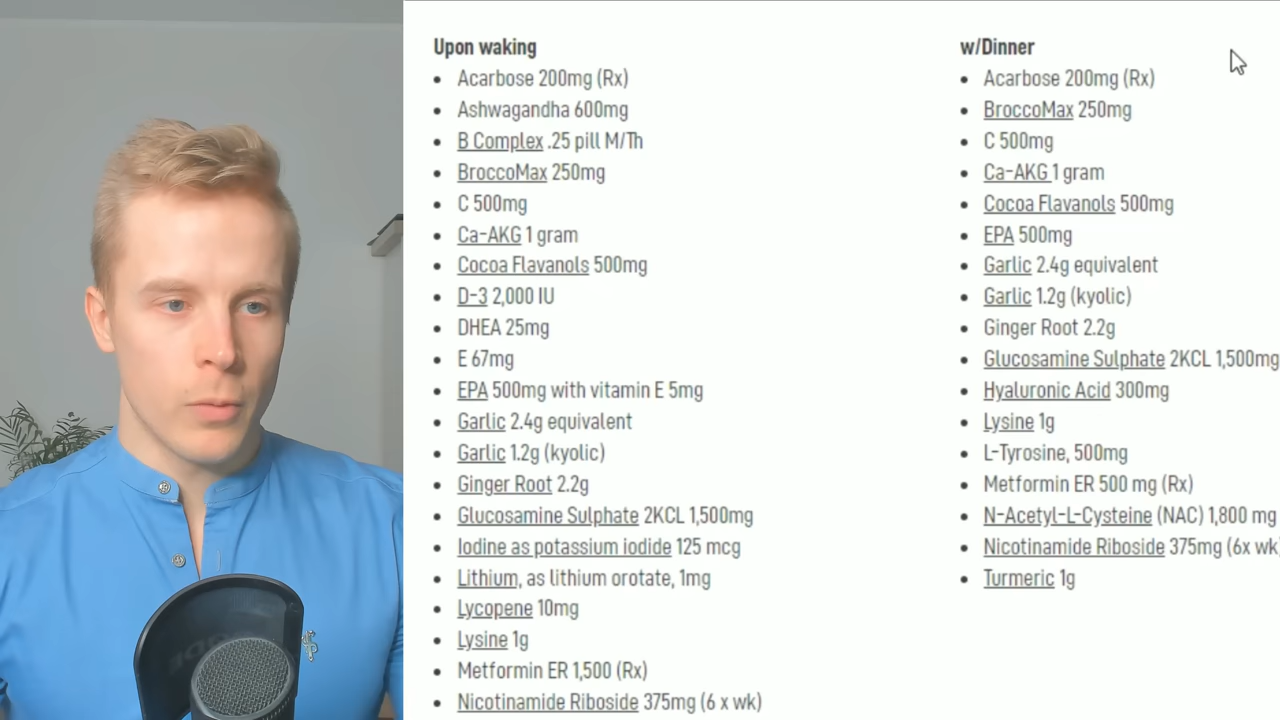 Upon waking
Acarbose 200mg (Rx)
Ashwagandha 600mg
B Complex .25 pill M/Th
BroccoMax 250mg
C 500mg
Ca-AKG 1 gram
Cocoa Flavanols 500mg
D-3 2,000 IU
DHEA 25mg
E 67mg
EPA 500mg with vitamin E 5mg
Garlic 2.4g equivalent
Garlic 1.2g (kyolic)
Ginger Root 2.2g
Glucosamine Sulphate 2KCL 1,500mg
Iodine as potassium iodide 125 mcg
Lithium, as lithium orotate, 1mg
Lycopene 10mg
Lysine 1g
Metformin ER 1,500 (Rx)
Nicotinamide Riboside 375mg (6 x wk)
w/Dinner
Acarbose 200mg (Rx)
BroccoMax 250mg
C 500mg
Ca-AKG 1 gram
Cocoa Flavanols 500mg
EPA 500mg
Garlic 2.4g equivalent
Garlic 1.2g (kyolic)
Ginger Root 2.2g
Glucosamine Sulphate 2KCL 1,500mg
Hyaluronic Acid 300mg
Lysine 1g
L-Tyrosine, 500mg
Metformin ER 500 mg (Rx)
N-Acetyl-L-Cysteine (NAC) 1,800 mg
Nicotinamide Riboside 375mg (6x wk
Turmeric 1g